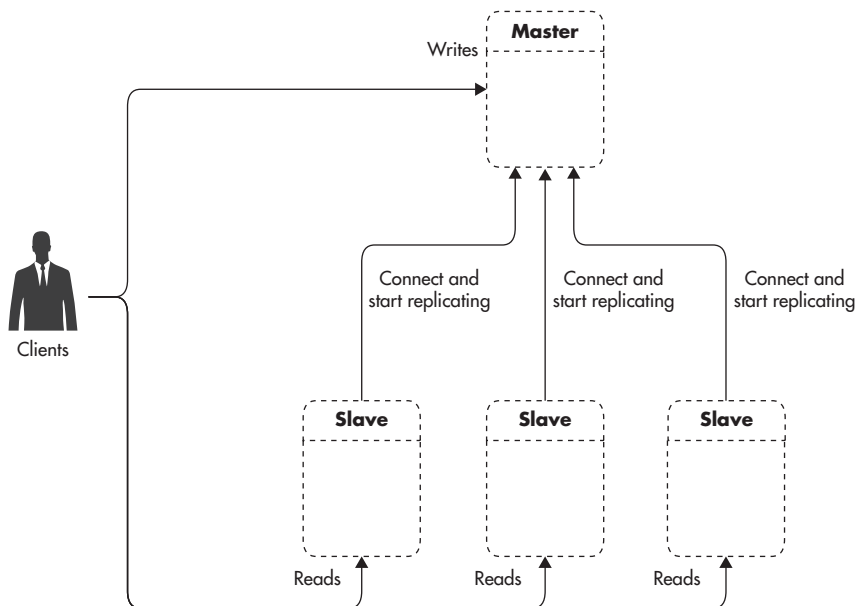 Master
Writes
Connect and
start replicating
Connect and
start replicating
Connect and
start replicating
Clients
Slave
Slave
Slave
Reads
Reads
Reads